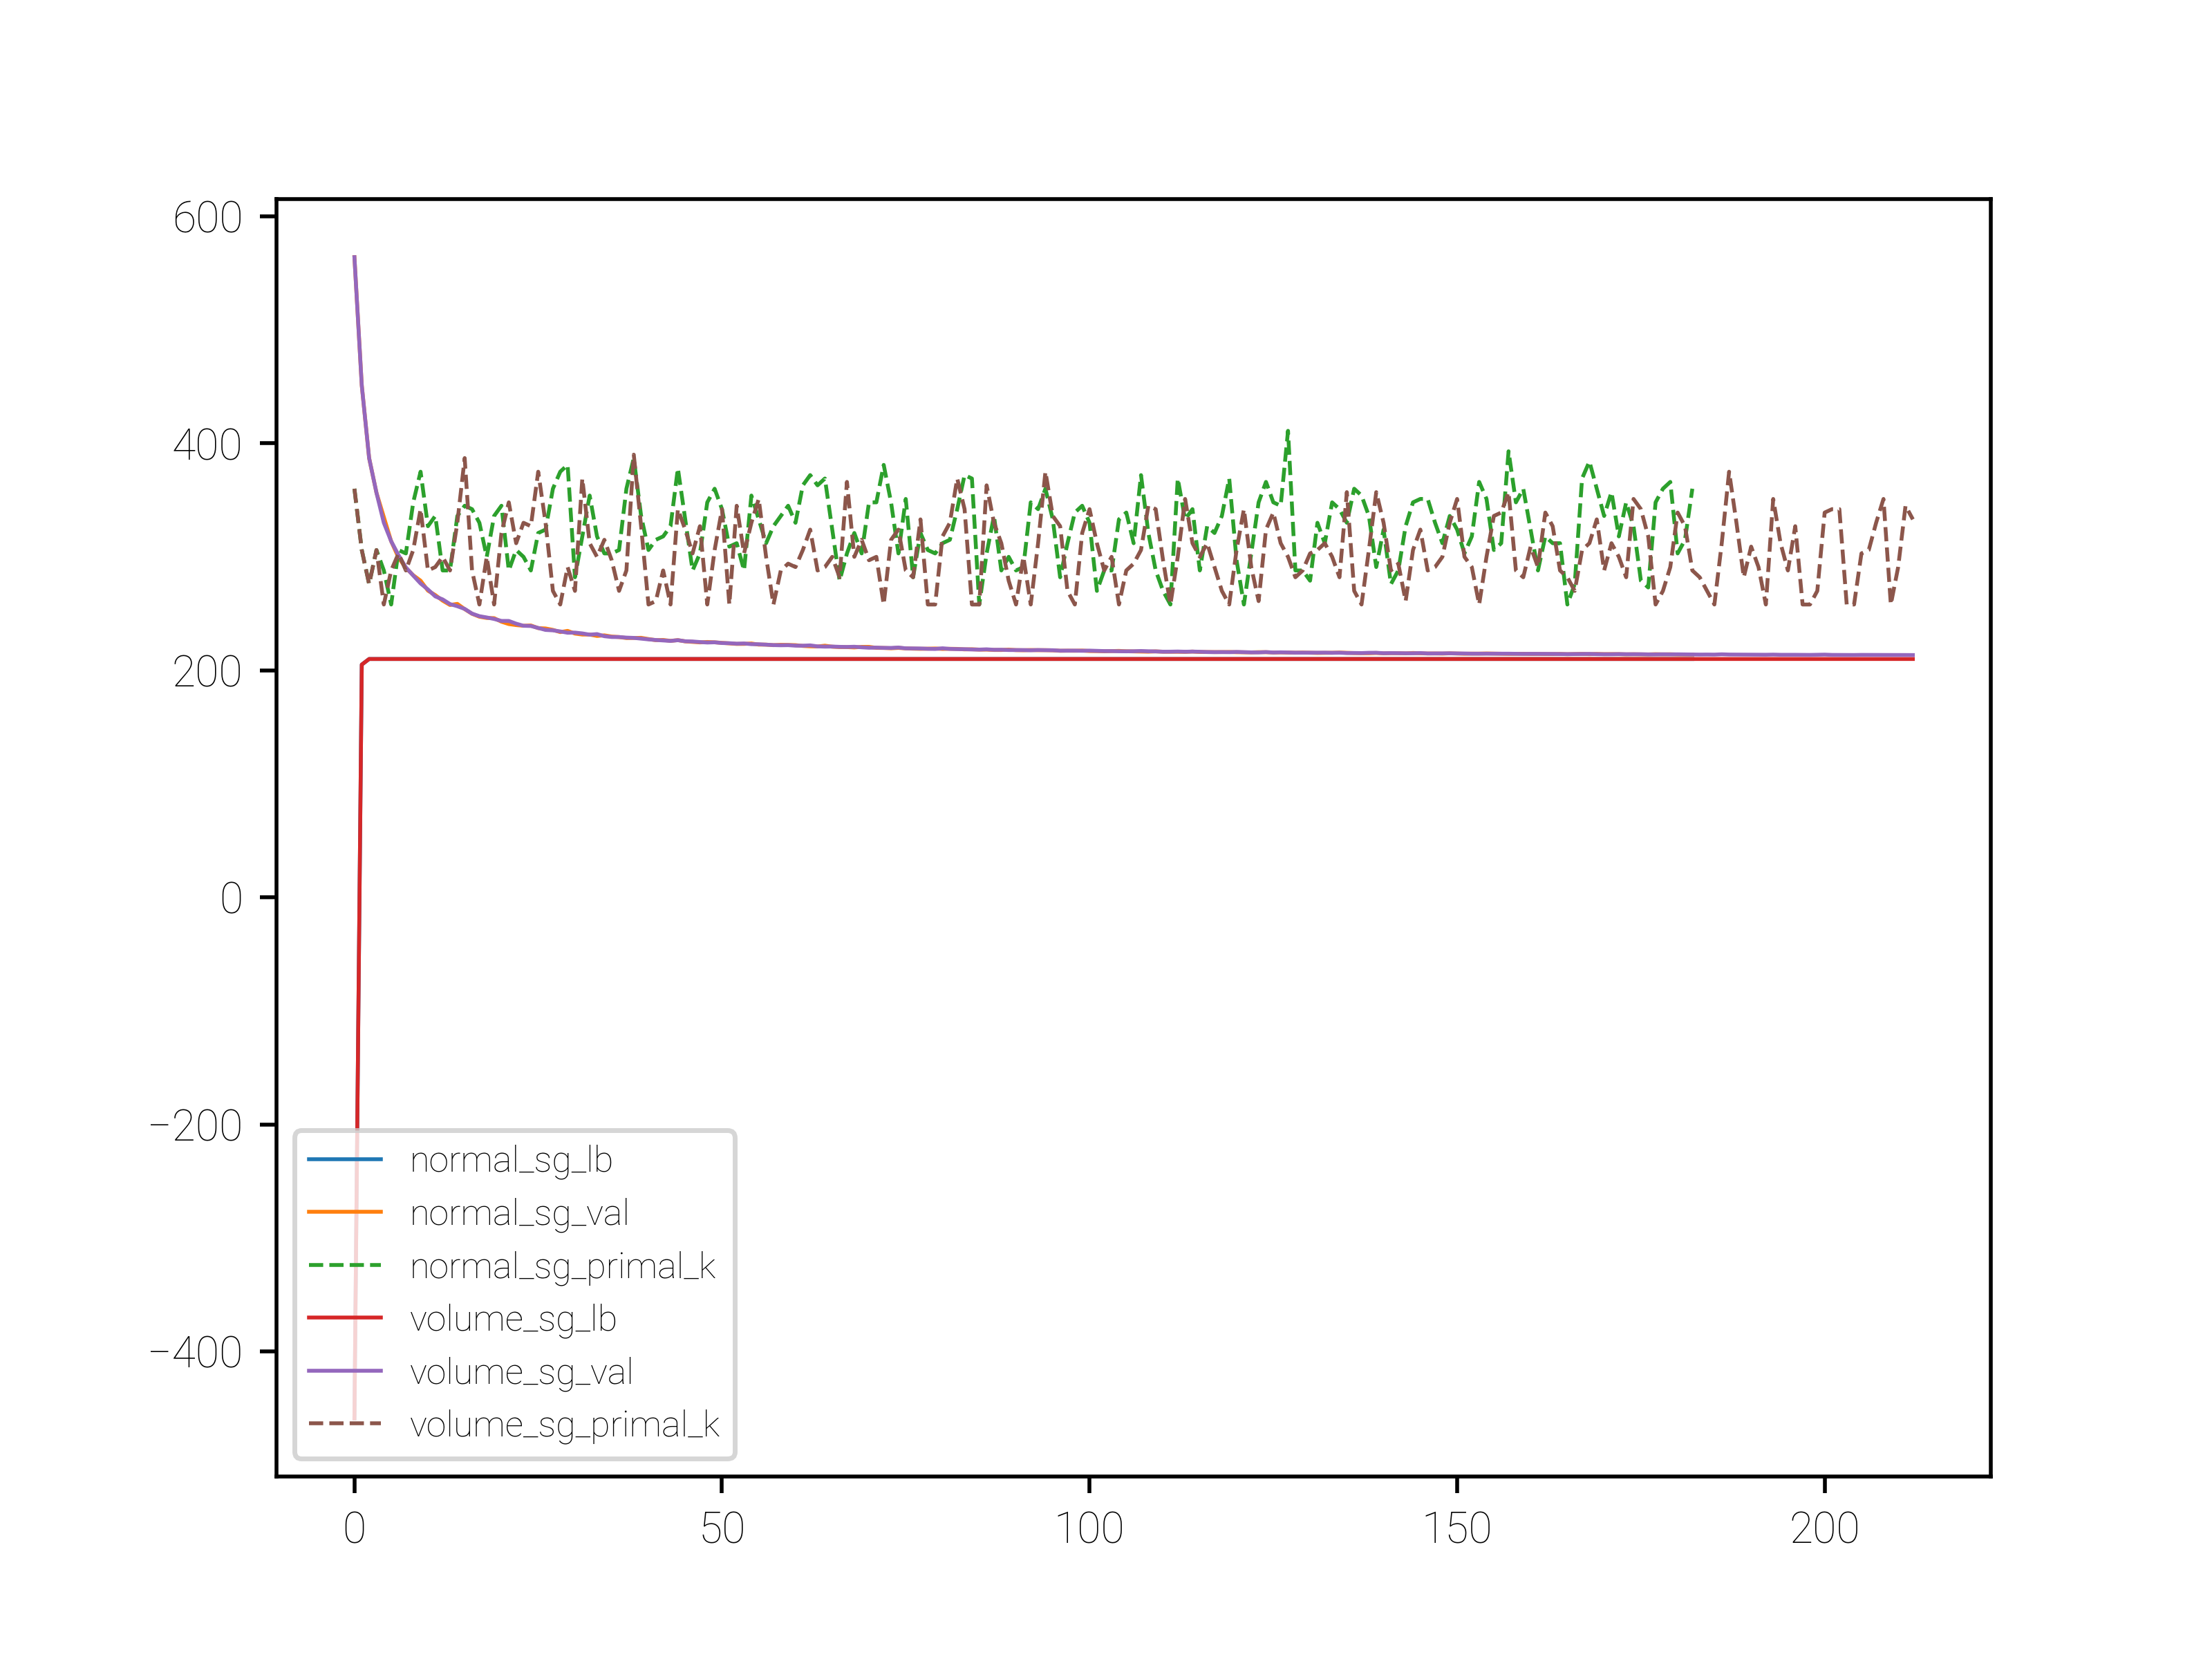 600
400
200
0
−200
−400
normal_sg_lb
normal_sg_val
normal_sg_primal_k
volume_sg_lb
volume_sg_val
volume_sg_primal_k
0 50 100 150 200